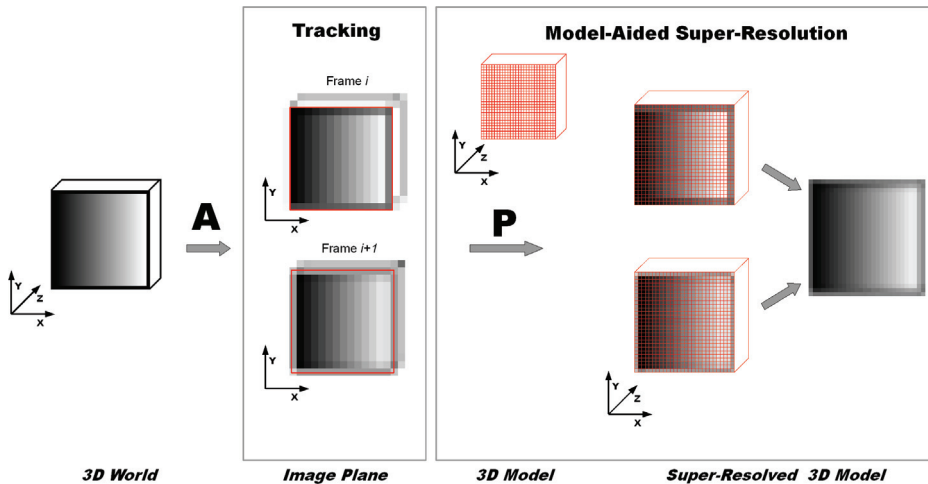 Tracking
Model-Aided Super-Resolution
Frame i
Y
Z
X
Y
X
A
P
Y
Z
X
Frame i+1
Y
X
Y
Z
X
3D World
Image Plane
3D Model
Super-Resolved 3D Model